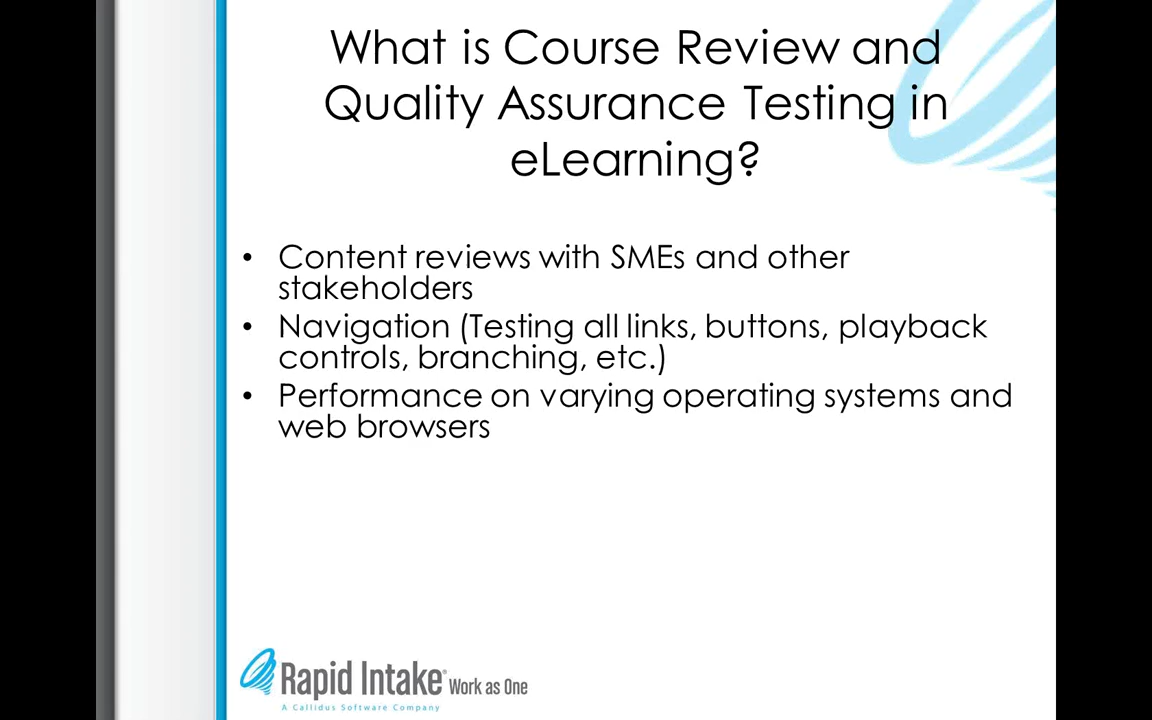 What is Course Review and
Quality Assurance Testing in
eLearning?
• Content reviews with SMEs and other
stakeholders
• Navigation (Testing all links, buttons, playback
controls, branching, etc.)
• Performance on varying operating systems and
web browsers
Rapid Intake® Work as One
A Callidus Software Company